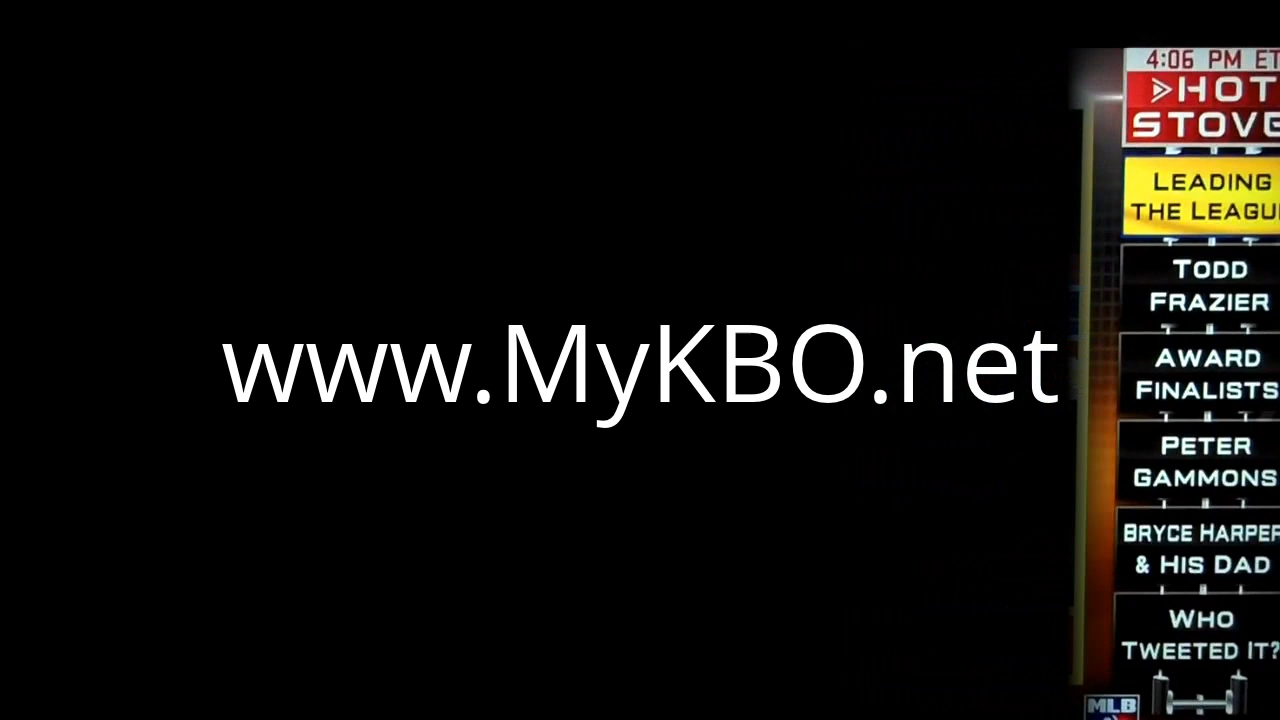 www.MyKBO.net
4:06 PM ET
HOT
STOVE
LEADING
THE LEAGU
TODD
FRAZIER
AWARD
FINALISTS
PETER
GAMMONS
BRYCE HARPER
& HIS DAD
WHO
TWEETED IT?
MLB